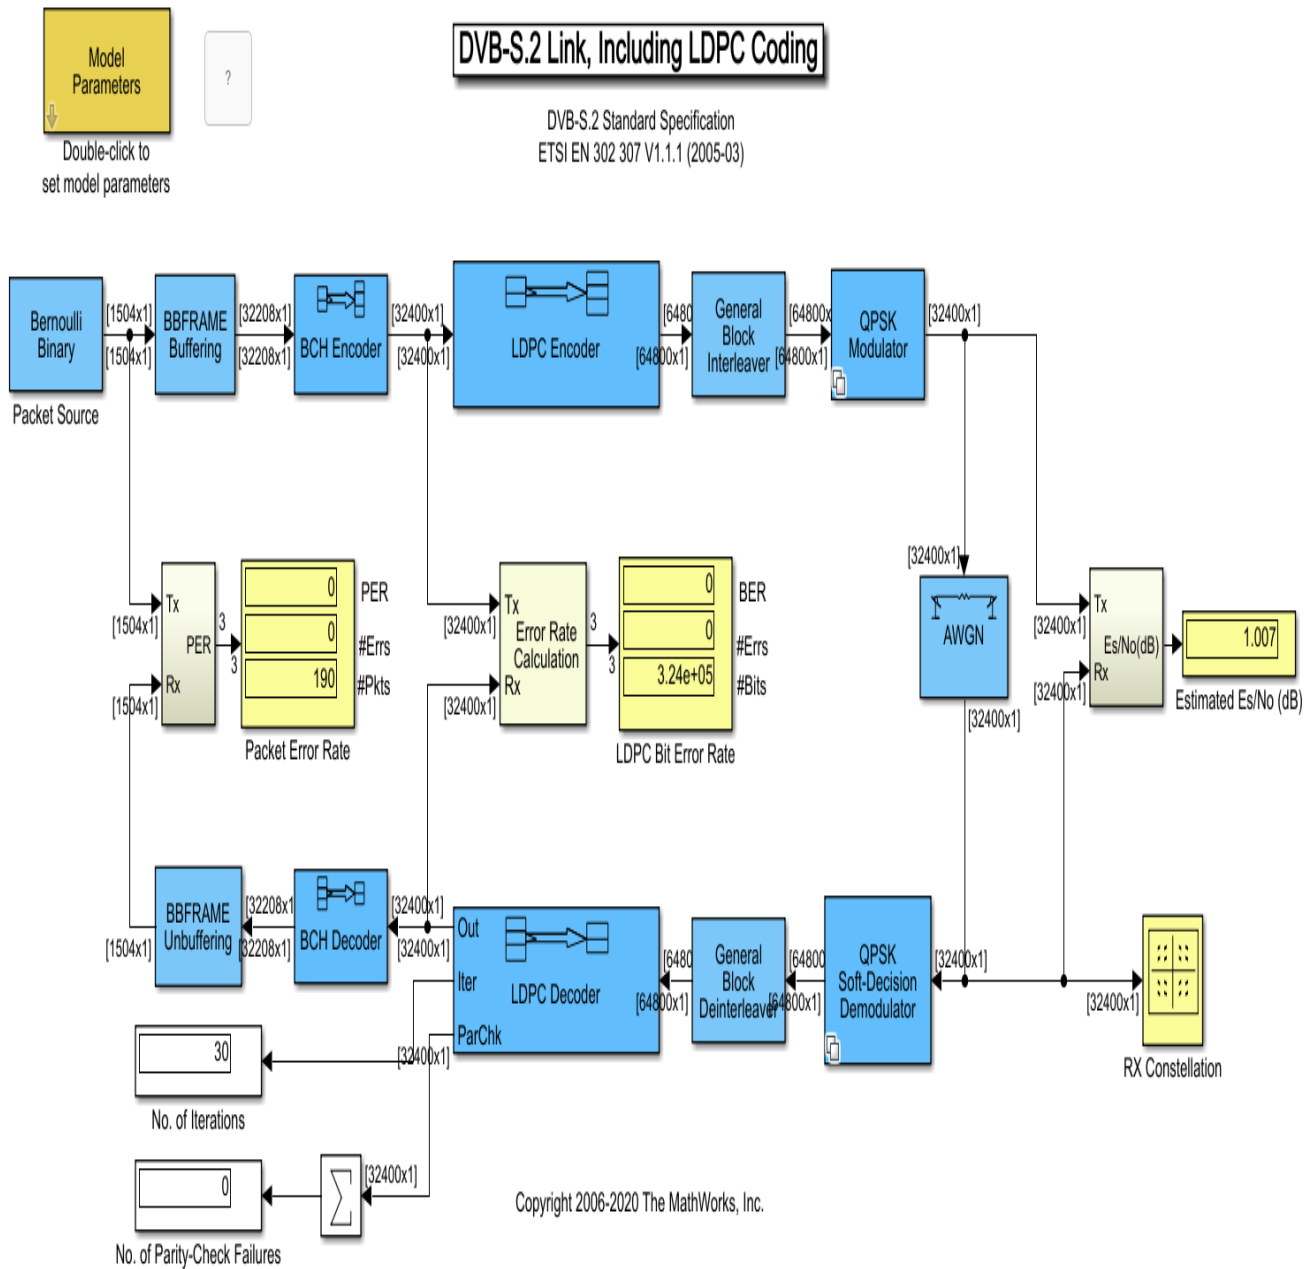 Model
Parameters
?
Double-click to
set model parameters
DVB-S.2 Link, Including LDPC Coding
DVB-S.2 Standard Specification
ETSI EN 302 307 V1.1.1 (2005-03)
Bernoulli
Binary
Packet Source
[1504x1]
[1504x1]
BBFRAME
Buffering
[32208x1]
[32208x1]
BCH Encoder
[32400x1]
[32400x1]
LDPC Encoder
[6480
[64800x1]
General
Block
Interleaver
[64800x
[64800x1]
QPSK
Modulator
[32400x1]
[1504x1]
[1504x1]
Tx
PER
Rx
3
3
0
0
190
PER
#Errs
#Pkts
Packet Error Rate
[32400x1]
[32400x1]
Tx
Error Rate
Calculation
Rx
3
3
0
0
3.24e+05
BER
#Errs
#Bits
LDPC Bit Error Rate
[32400x1]
AWGN
[32400x1]
[32400x1]
[32400x1]
Tx
Es/No(dB)
Rx
1.007
Estimated Es/No (dB)
[1504x1]
BBFRAME
Unbuffering
[32208x1
[32208x1]
BCH Decoder
[32400x1]
[32400x1]
Out
Iter
LDPC Decoder
ParChk
[6480
[64800x1]
General
Block
Deinterleaver
[64800
[64800x1]
QPSK
Soft-Decision
Demodulator
[32400x1]
[32400x1]
RX Constellation
30
No. of Iterations
[32400x1]
0
No. of Parity-Check Failures
[32400x1]
Copyright 2006-2020 The MathWorks, Inc.